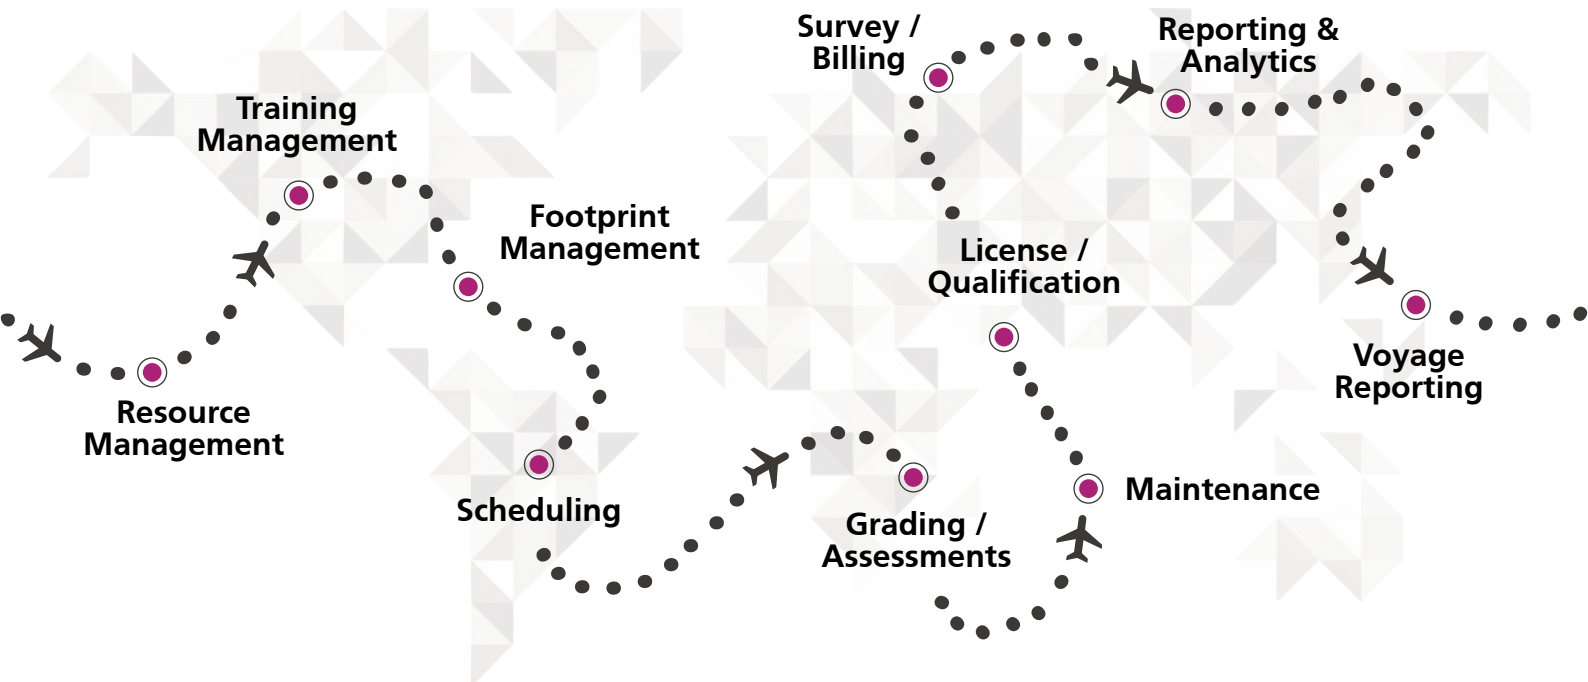 Resource
Management
Training
Management
Footprint
Management
Scheduling
Grading /
Assessments
Maintenance
License /
Qualification
Survey /
Billing
Reporting &
Analytics
Voyage
Reporting